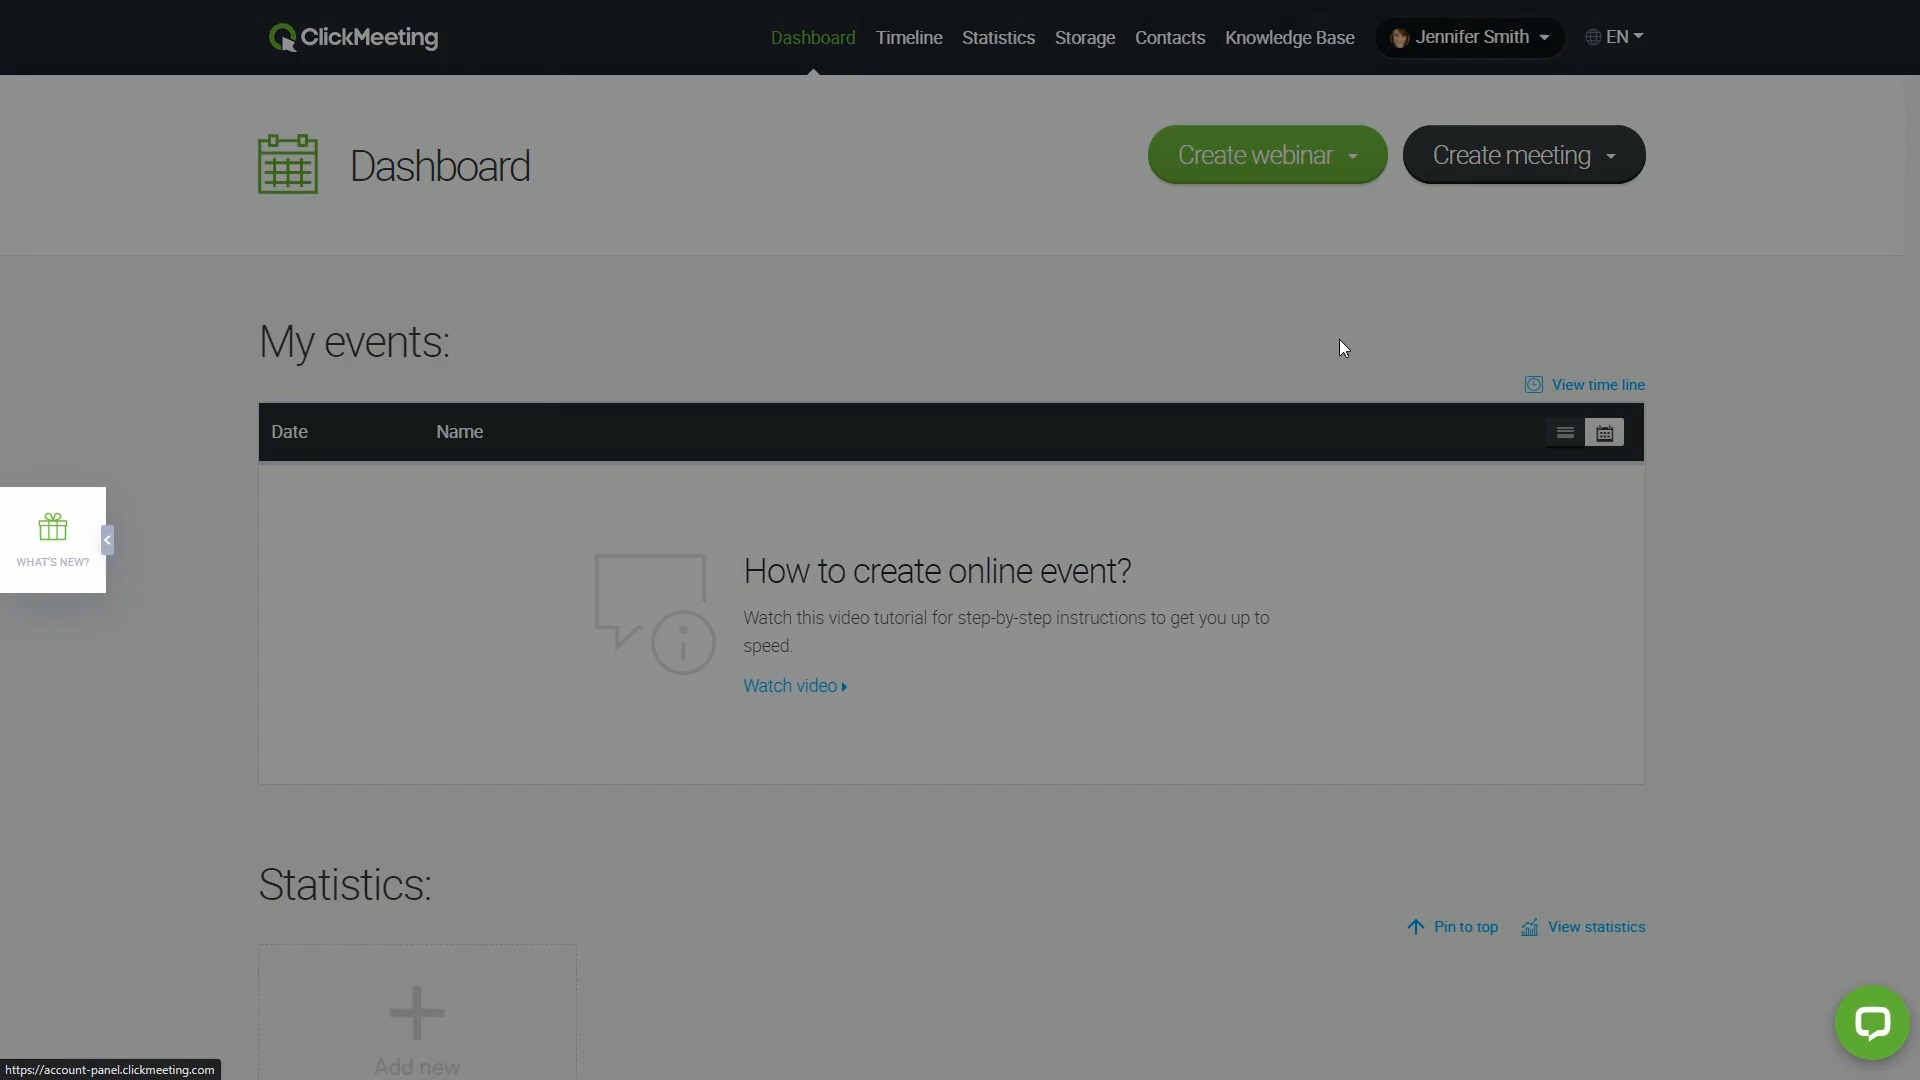 ClickMeeting
Dashboard Timeline Statistics Storage Contacts Knowledge Base Jennifer Smith EN
Dashboard
Create webinar Create meeting
My events:
View time line
Date Name
WHAT'S NEW?
How to create online event?
Watch this video tutorial for step-by-step instructions to get you up to
speed.
Watch video
Statistics:
Pin to top View statistics
Add new
https://account-panel.clickmeeting.com